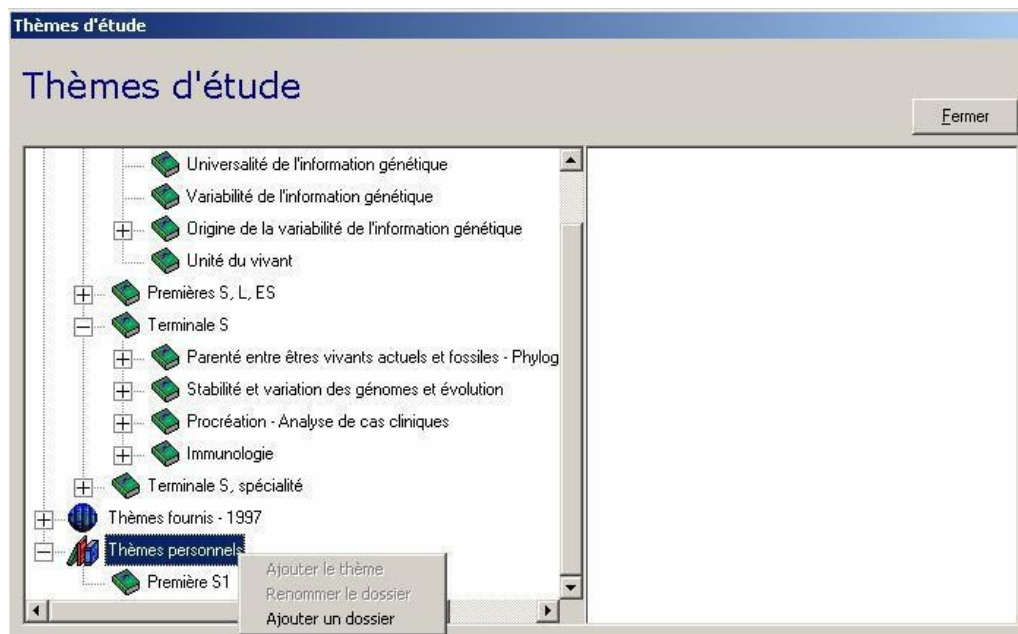 Thèmes d'étude
Thèmes d'étude
Fermer
Universalité de l'information génétique
Variabilité de l'information génétique
Origine de la variabilité de l'information génétique
Unité du vivant
Premières S, L, ES
Terminale S
Parenté entre êtres vivants actuels et fossiles - Phylog
Stabilité et variation des génomes et évolution
Procréation - Analyse de cas cliniques
Immunologie
Terminale S, spécialité
Thèmes fournis - 1997
Thèmes personnels
Première S1
Ajouter le thème
Renommer le dossier
Ajouter un dossier